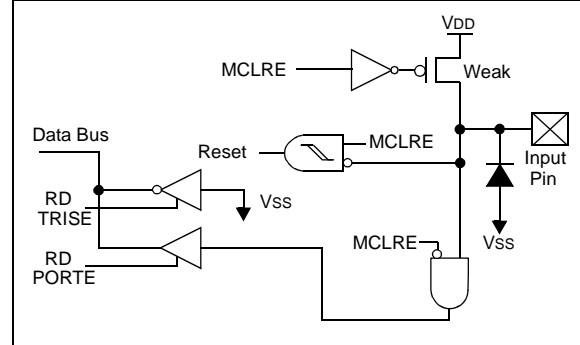 VDD
MCLRE
Weak
Data Bus
Reset
MCLRE
Input
Pin
RD
TRISE
VSS
VSS
MCLRE
RD
PORTE